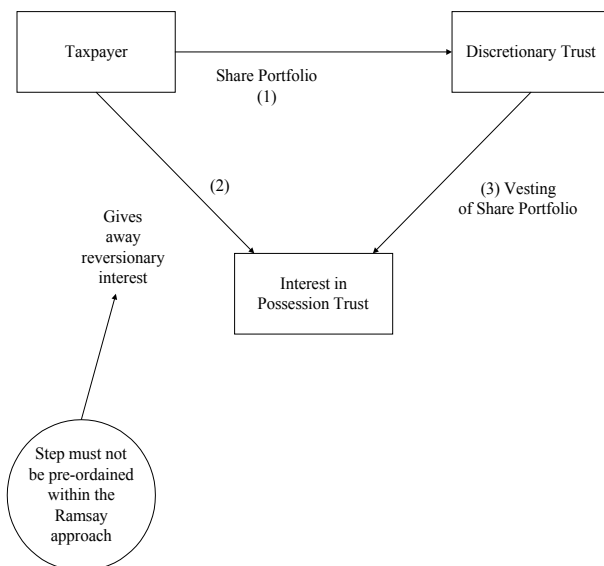 Taxpayer
Discretionary Trust
Share Portfolio
(1)
(2)
(3) Vesting
of Share Portfolio
Gives
away
reversionary
interest
Interest in
Possession Trust
Step must not
be pre-ordained
within the
Ramsay
approach